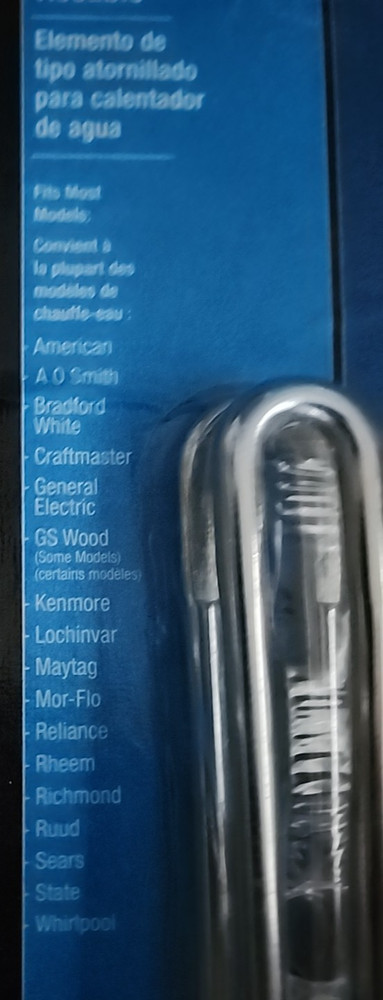 Elemento de
tipo atornillado
para calentador
de agua
Fits Most
Models:
Convient à
la plupart des
modèles de
chauffe-eau :
American
A O Smith
Bradford
White
Craftmaster
General
Electric
GS Wood
(Some Models)
(certains modèles)
Kenmore
Lochinvar
Maytag
Mor-Flo
Reliance
Rheem
Richmond
Ruud
Sears
State
Whirlpool